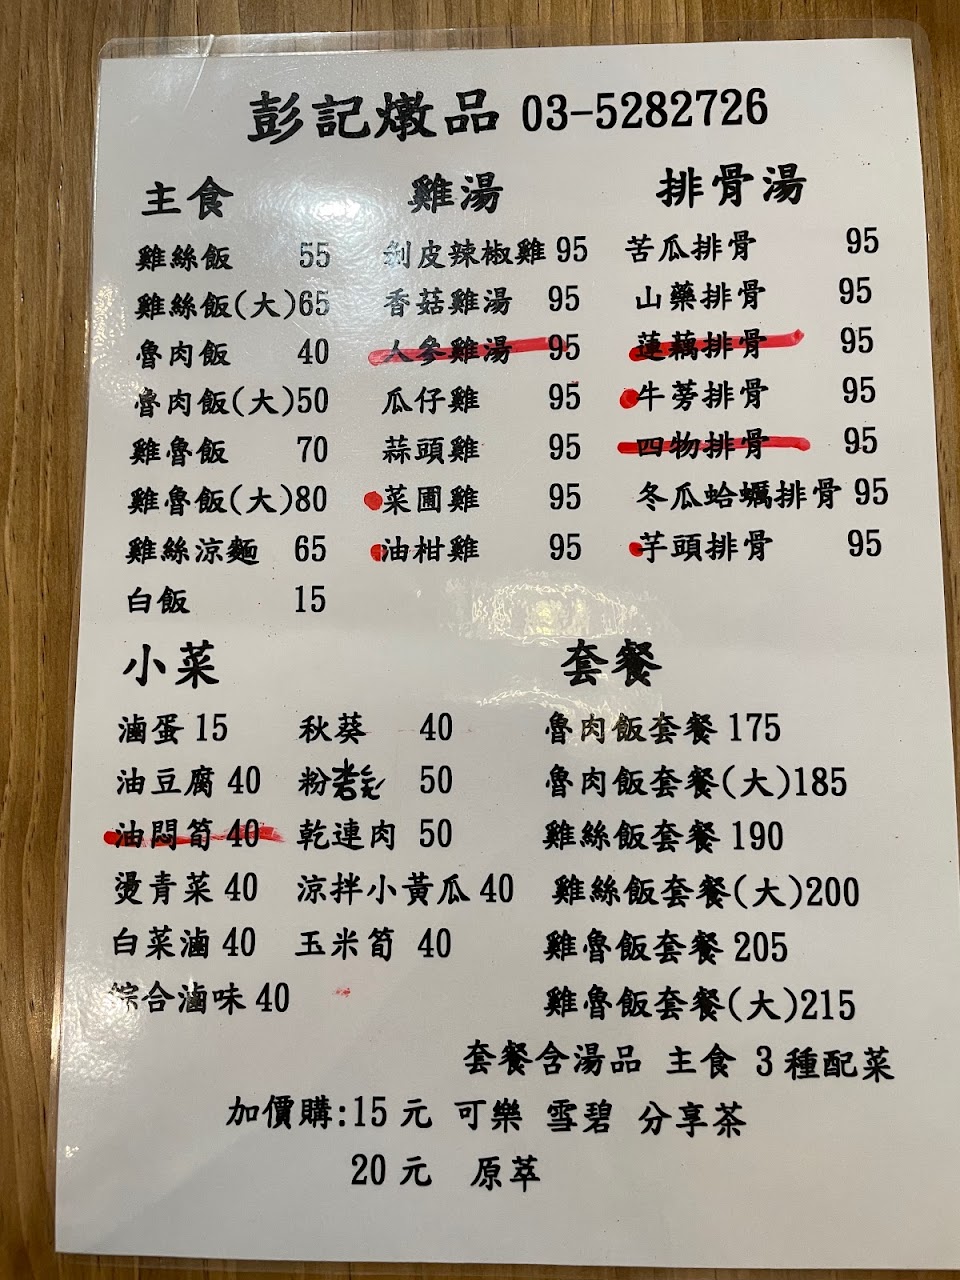 彭記燉品 03-5282726
主食
雞絲飯 55
雞絲飯(大)65
魯肉飯 40
魯肉飯(大)50
雞魯飯 70
雞魯飯(大)80
雞絲涼麵 65
白飯 15
雞湯
剝皮辣椒雞 95
香菇雞湯 95
人參雞湯 95
瓜仔雞 95
蒜頭雞 95
菜圃雞 95
油柑雞 95
排骨湯
苦瓜排骨 95
山藥排骨 95
蓮藕排骨 95
牛蒡排骨 95
四物排骨 95
冬瓜蛤蠣排骨 95
芋頭排骨 95
小菜
滷蛋 15
油豆腐 40
油悶筍 40
燙青菜 40
白菜滷 40
綜合滷味 40
秋葵 40
粉 50
乾連肉 50
涼拌小黃瓜 40
玉米筍 40
套餐
魯肉飯套餐 175
魯肉飯套餐(大)185
雞絲飯套餐 190
雞絲飯套餐(大)200
雞魯飯套餐 205
雞魯飯套餐(大)215
套餐含湯品 主食 3種配菜
加價購:15元 可樂 雪碧 分享茶
20元 原萃